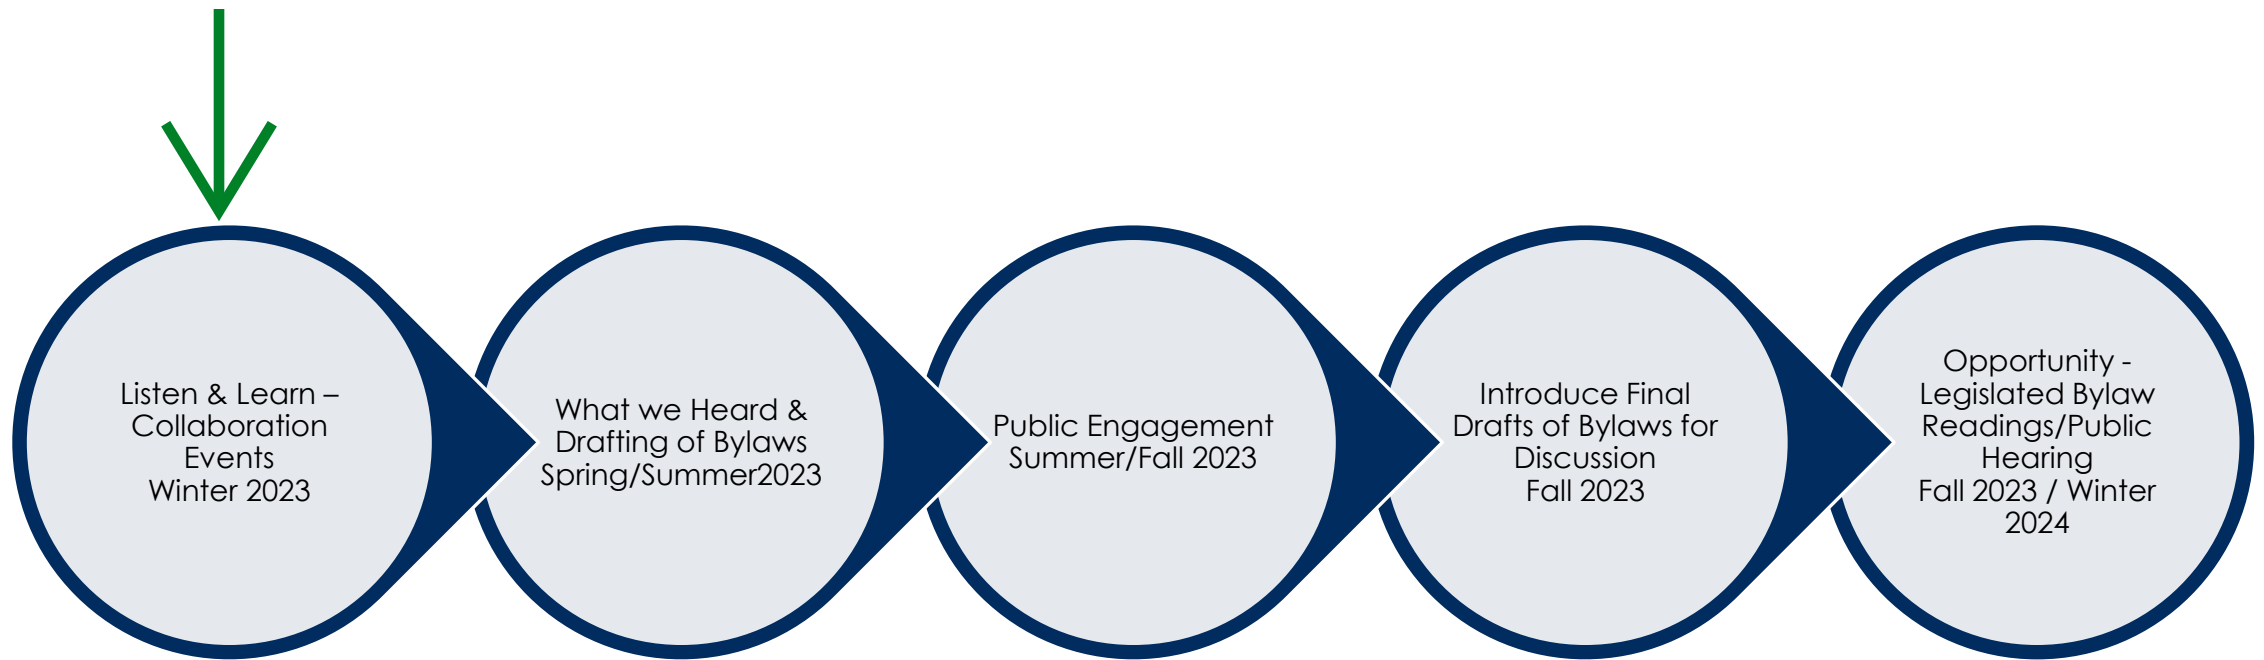 Listen & Learn –
Collaboration
Events
Winter 2023
What we Heard &
Drafting of Bylaws
Spring/Summer2023
Public Engagement
Summer/Fall 2023
Introduce Final
Drafts of Bylaws for
Discussion
Fall 2023
Opportunity -
Legislated Bylaw
Readings/Public
Hearing
Fall 2023 / Winter
2024